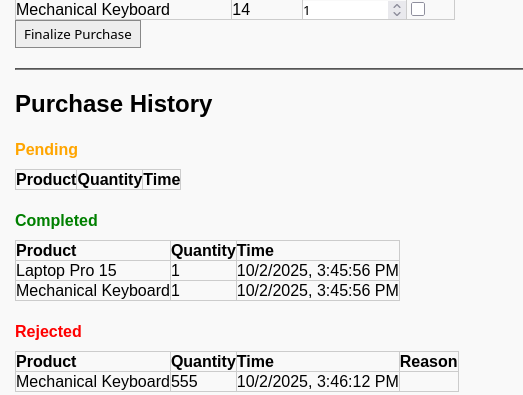 Mechanical Keyboard 14 1
Finalize Purchase
Purchase History
Pending
Product Quantity Time
Completed
Product Quantity Time
Laptop Pro 15 1 10/2/2025, 3:45:56 PM
Mechanical Keyboard 1 10/2/2025, 3:45:56 PM
Rejected
Product Quantity Time Reason
Mechanical Keyboard 555 10/2/2025, 3:46:12 PM